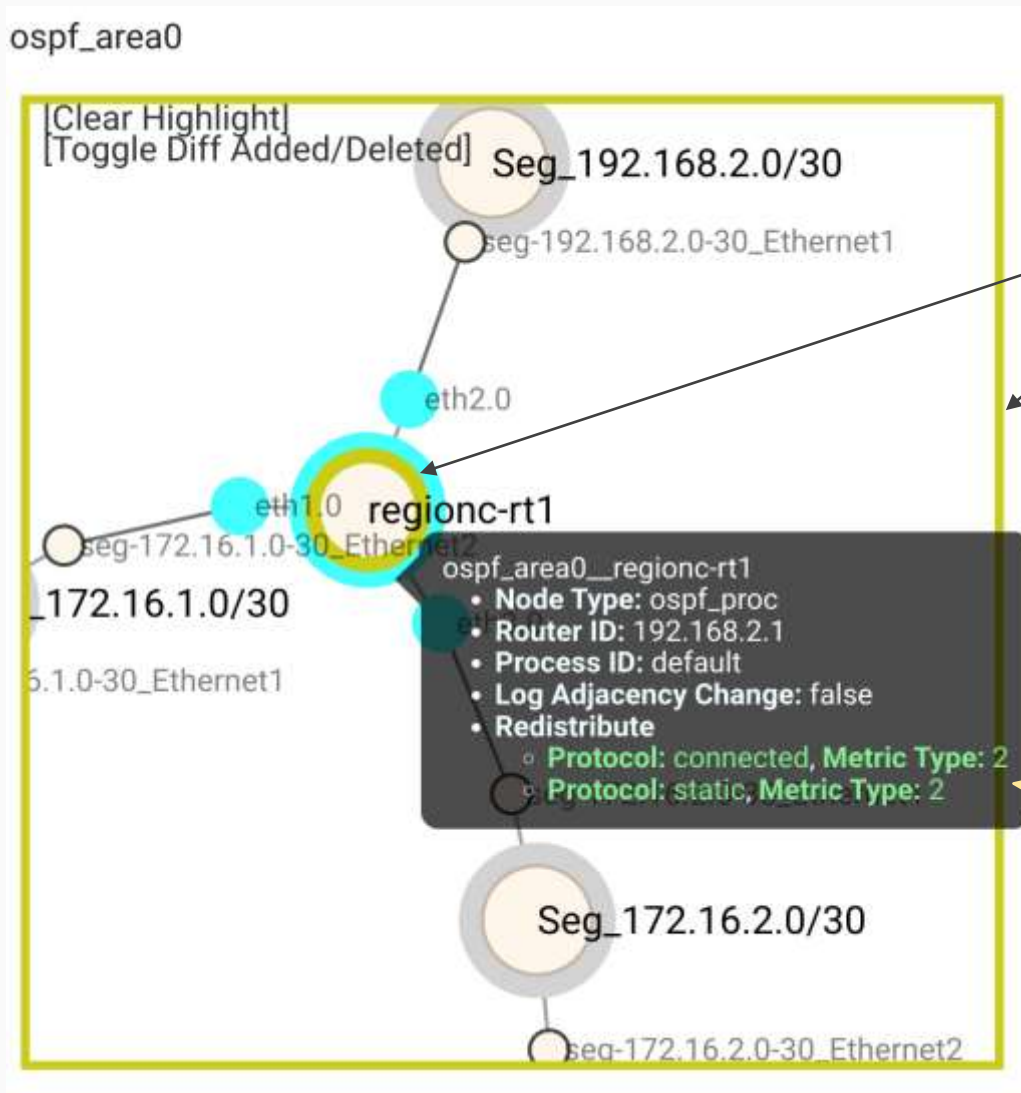 ospf_area0
[Clear Highlight]
[Toggle Diff Added/Deleted]
Seg_192.168.2.0/30
seg-192.168.2.0-30_Ethernet1
eth2.0
eth1.0
regionc-rt1
seg-172.16.1.0-30_Ethernet2
_172.16.1.0/30
6.1.0-30_Ethernet1
ospf_area0__regionc-rt1
• Node Type: ospf_proc
• Router ID: 192.168.2.1
• Process ID: default
• Log Adjacency Change: false
• Redistribute
◦ Protocol: connected, Metric Type: 2
◦ Protocol: static, Metric Type: 2
Seg_172.16.2.0/30
seg-172.16.2.0-30_Ethernet2